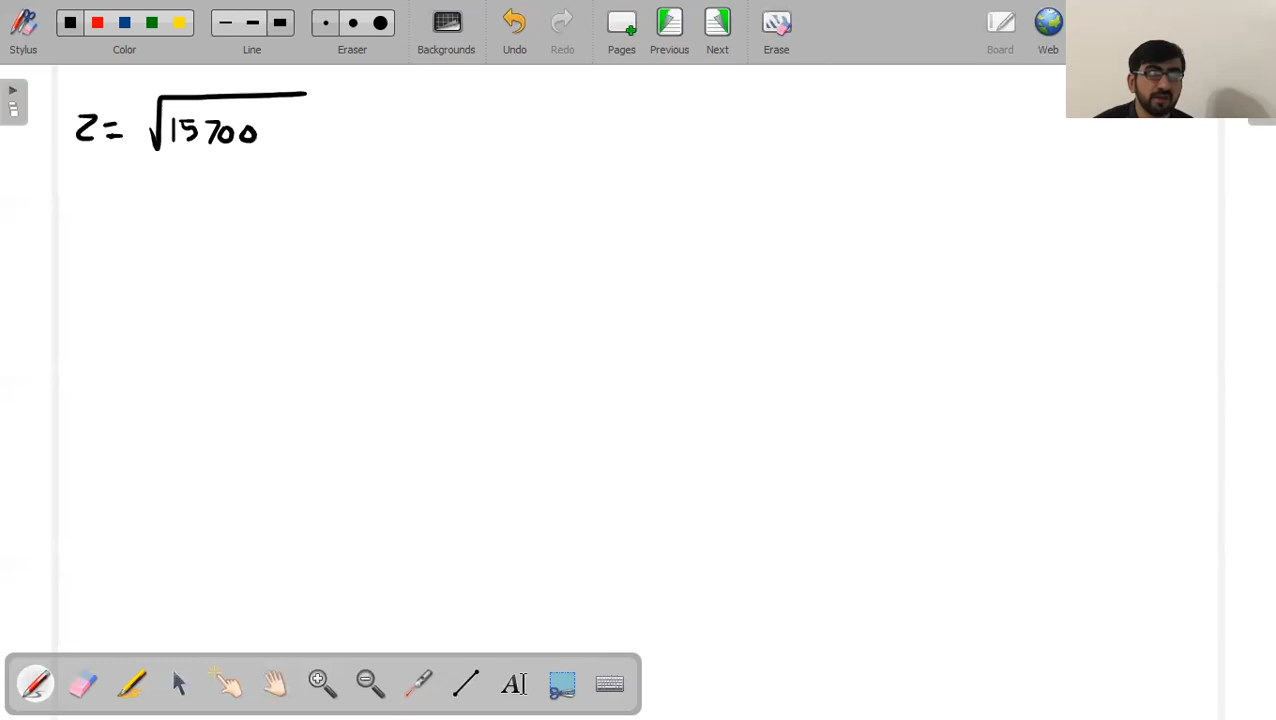 Stylus Color Line Eraser Backgrounds Undo Redo Pages Previous Next Erase Board Web
z = √15700
A